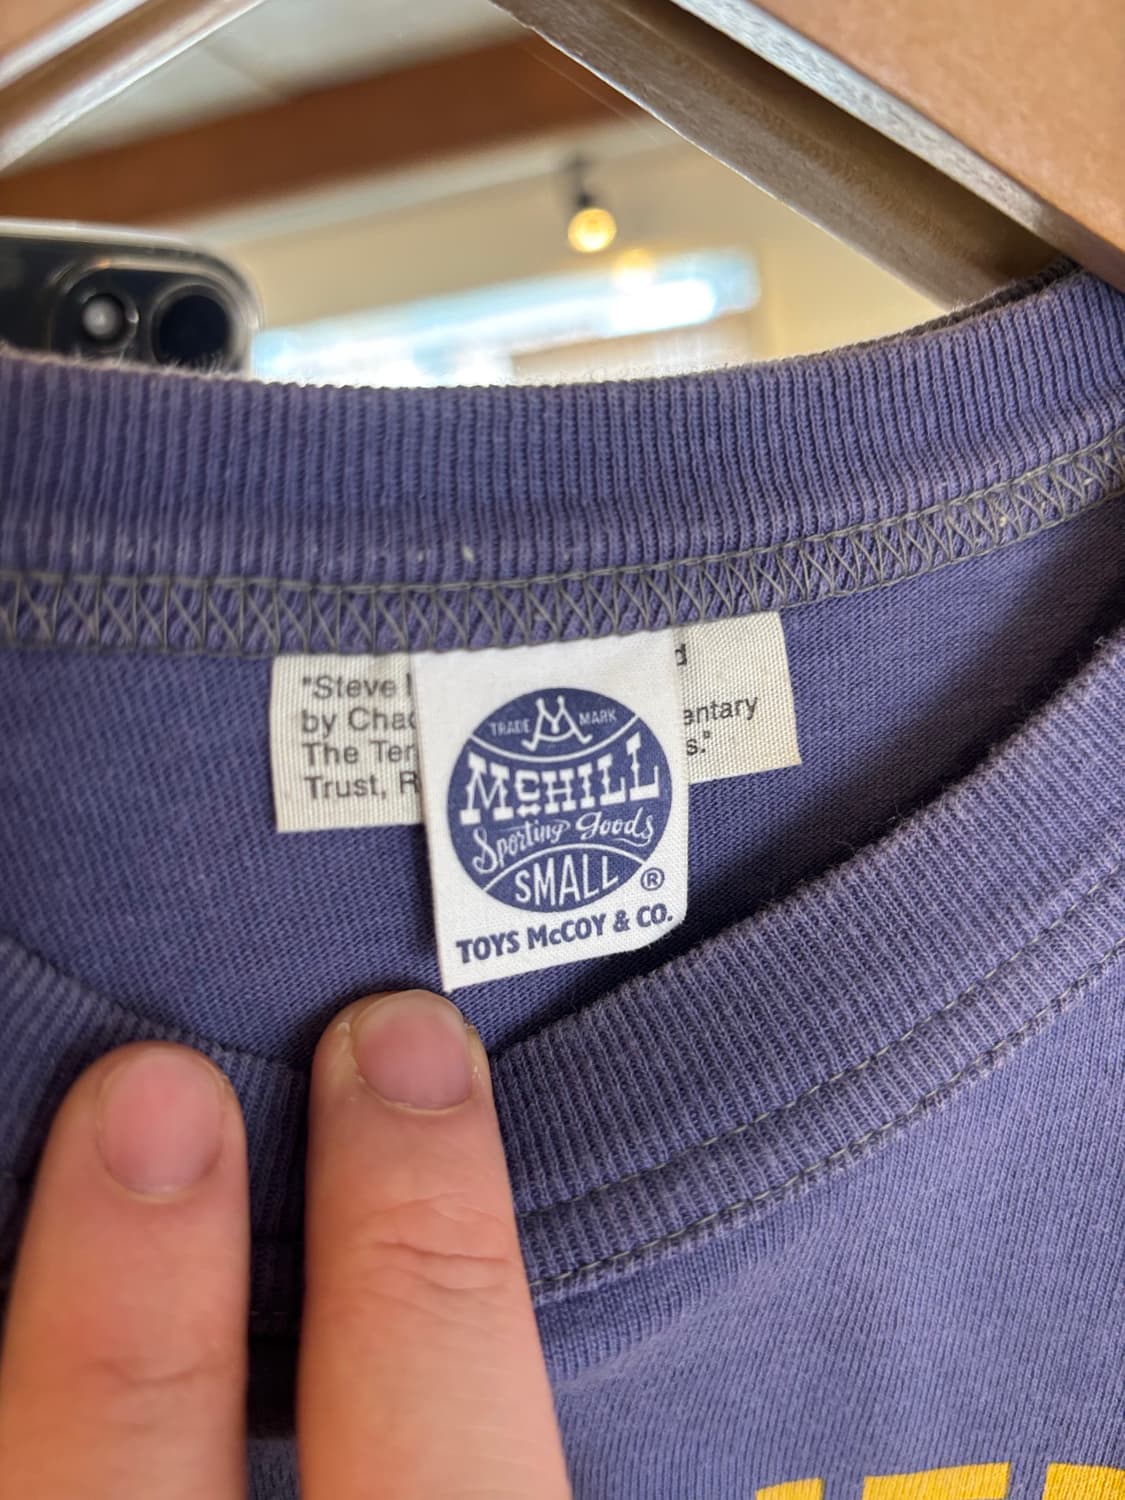 "Steve
by Chad
The Ter
Trust,
d
entary
s."
TRADE MARK
McHILL
Sporting Goods
SMALL ®
TOYS McCOY & CO.